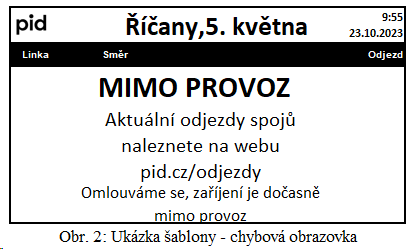 pid
Říčany,5. května
9:55
23.10.2023
Linka Směr Odjezd
MIMO PROVOZ
Aktuální odjezdy spojů
naleznete na webu
pid.cz/odjezdy
Omlouváme se, zaříjení je dočasně
mimo provoz
Obr. 2: Ukázka šablony - chybová obrazovka